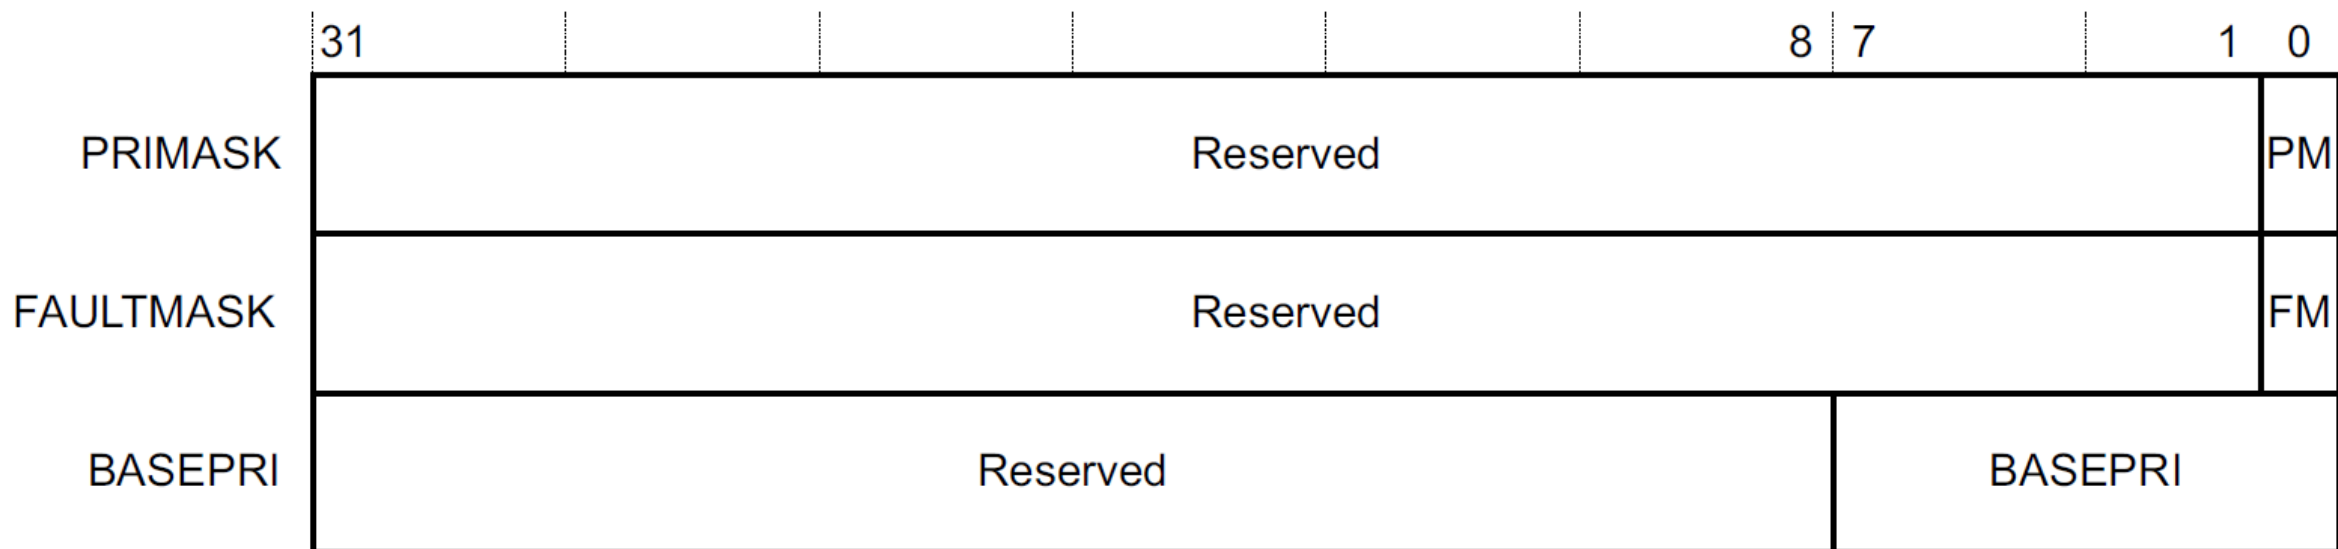 31 8 7 1 0
PRIMASK Reserved PM
FAULTMASK Reserved FM
BASEPRI Reserved BASEPRI